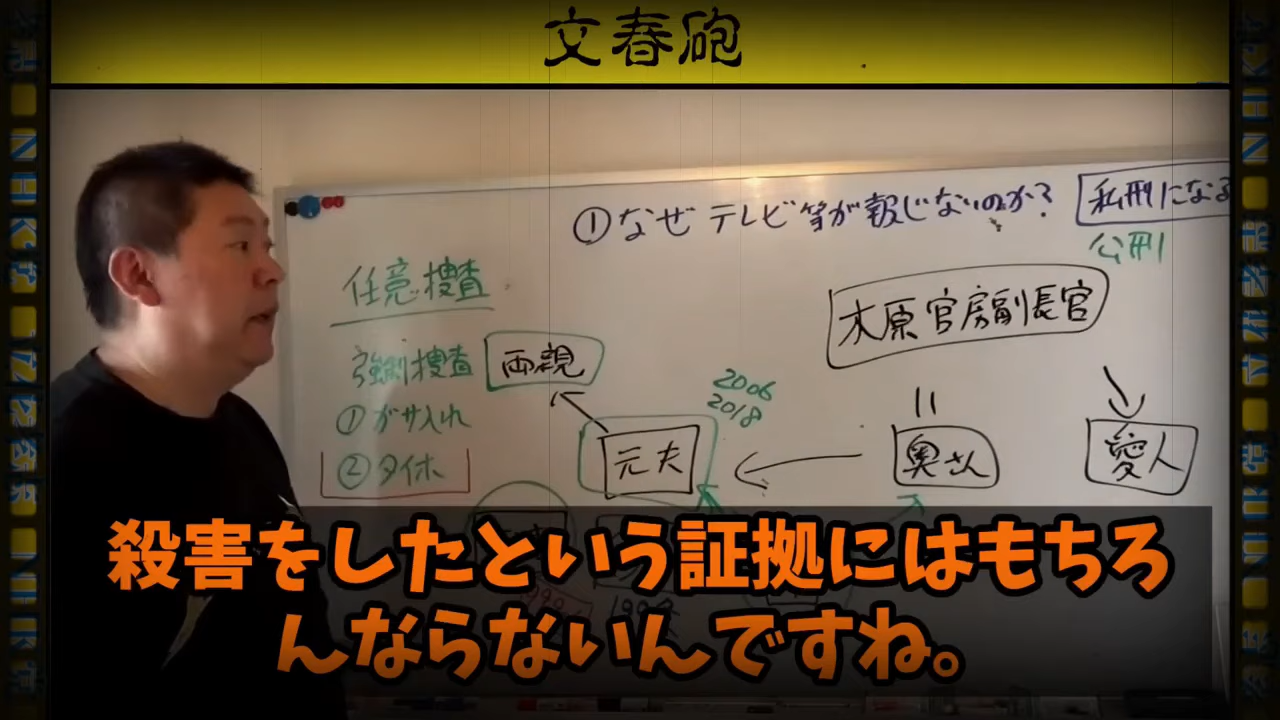 文春砲
①なぜテレビ等が報じないのか?
私刑になる
公刑
任意捜査
木原官房副長官
強制捜査
両親
2006
2018
①ガサ入れ
元夫
奥さん
愛人
②タイホ
殺害をしたという証拠にはもちろ
んならないんですね。